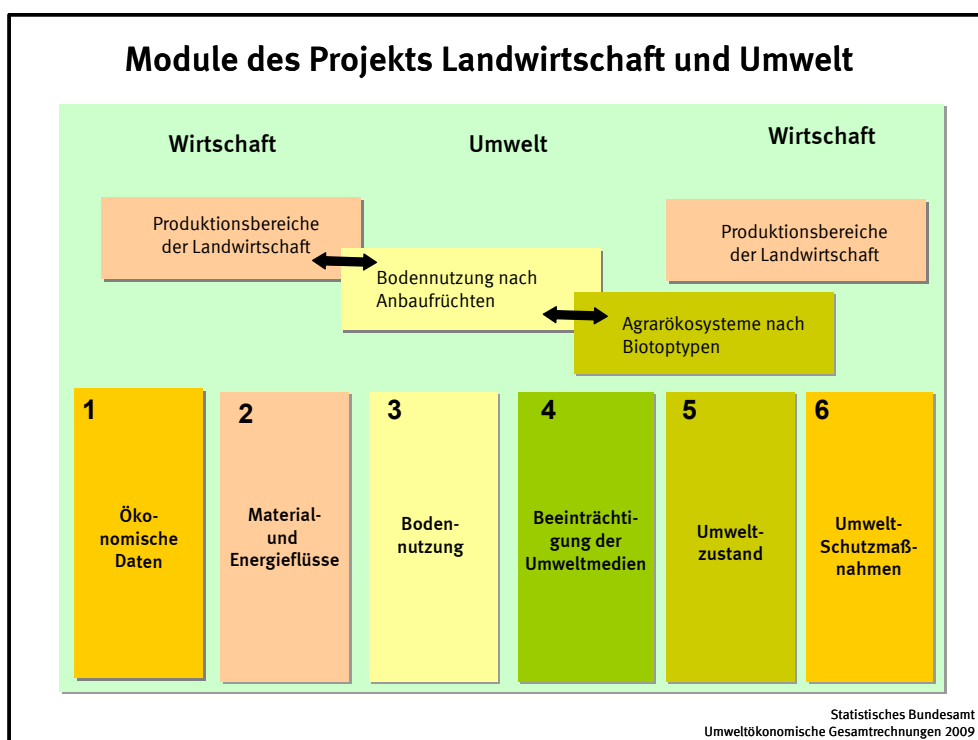 Module des Projekts Landwirtschaft und Umwelt
Wirtschaft
Umwelt
Wirtschaft
Produktionsbereiche
der Landwirtschaft
Bodennutzung nach
Anbaufrüchten
Agrarökosysteme nach
Biotoptypen
Produktionsbereiche
der Landwirtschaft
1
Öko-
nomische
Daten
2
Material-
und
Energieflüsse
3
Boden-
nutzung
4
Beeinträchti-
gung der
Umweltmedien
5
Umwelt-
zustand
6
Umwelt-
Schutzmaß-
nahmen
Statistisches Bundesamt
Umweltökonomische Gesamtrechnungen 2009